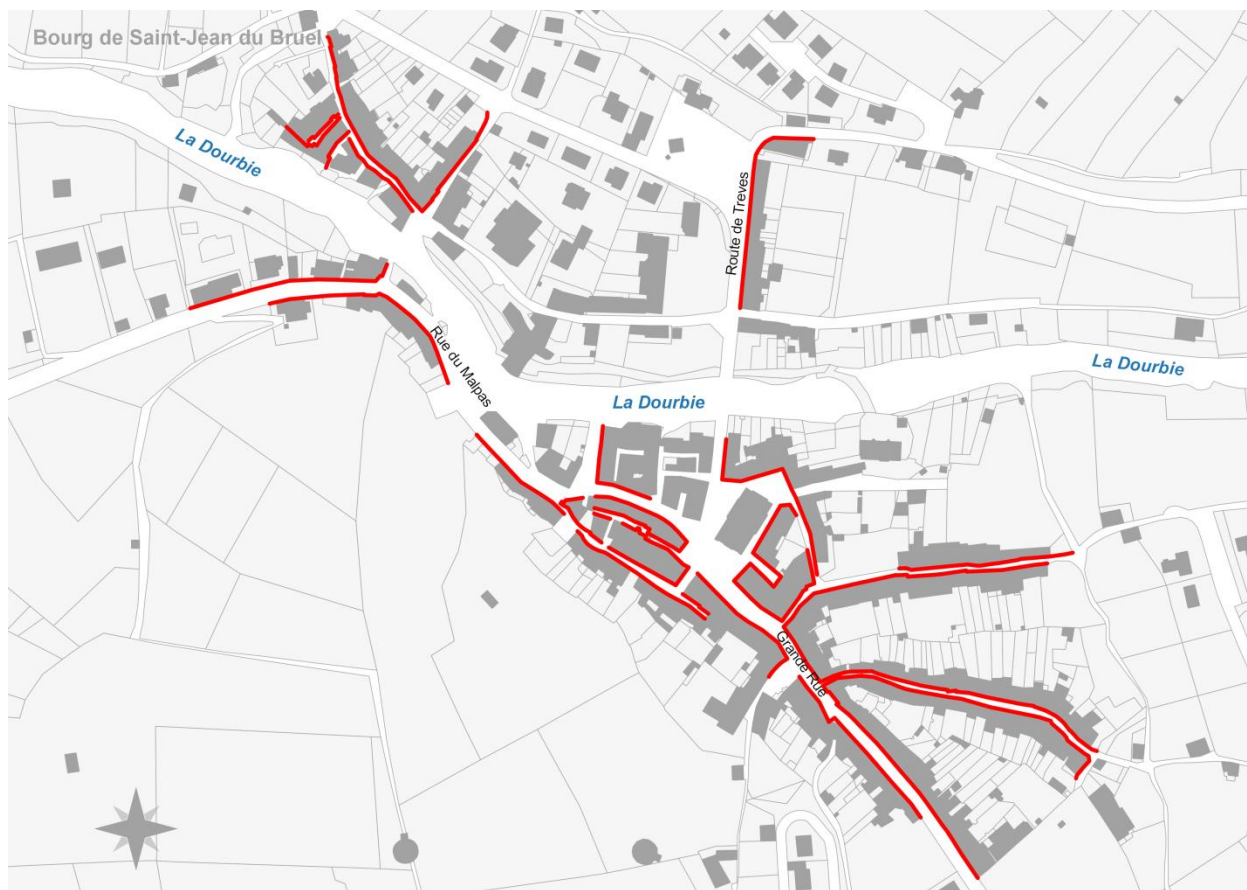 Bourg de Saint-Jean du Bruel
La Dourbie
Route de Treves
Rue du Malpas
La Dourbie
La Dourbie
Grande Rue